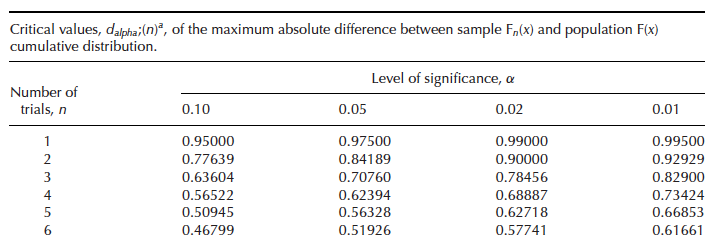 Critical values, dalpha;(n)ª, of the maximum absolute difference between sample Fn(x) and population F(x)
cumulative distribution.
Level of significance, α
Number of
trials, n 0.10 0.05 0.02 0.01
1 0.95000 0.97500 0.99000 0.99500
2 0.77639 0.84189 0.90000 0.92929
3 0.63604 0.70760 0.78456 0.82900
4 0.56522 0.62394 0.68887 0.73424
5 0.50945 0.56328 0.62718 0.66853
6 0.46799 0.51926 0.57741 0.61661